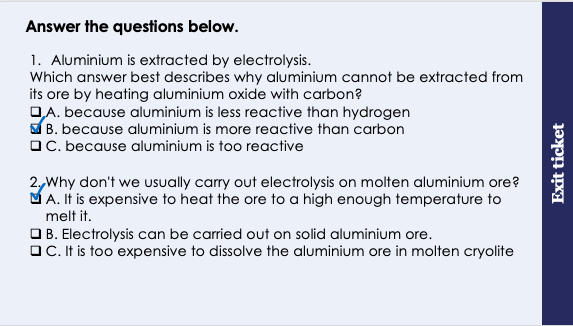 Answer the questions below.
1. Aluminium is extracted by electrolysis.
Which answer best describes why aluminium cannot be extracted from
its ore by heating aluminium oxide with carbon?
A. because aluminium is less reactive than hydrogen
B. because aluminium is more reactive than carbon
C. because aluminium is too reactive
2. Why don't we usually carry out electrolysis on molten aluminium ore?
A. It is expensive to heat the ore to a high enough temperature to
melt it.
B. Electrolysis can be carried out on solid aluminium ore.
C. It is too expensive to dissolve the aluminium ore in molten cryolite
Exit ticket